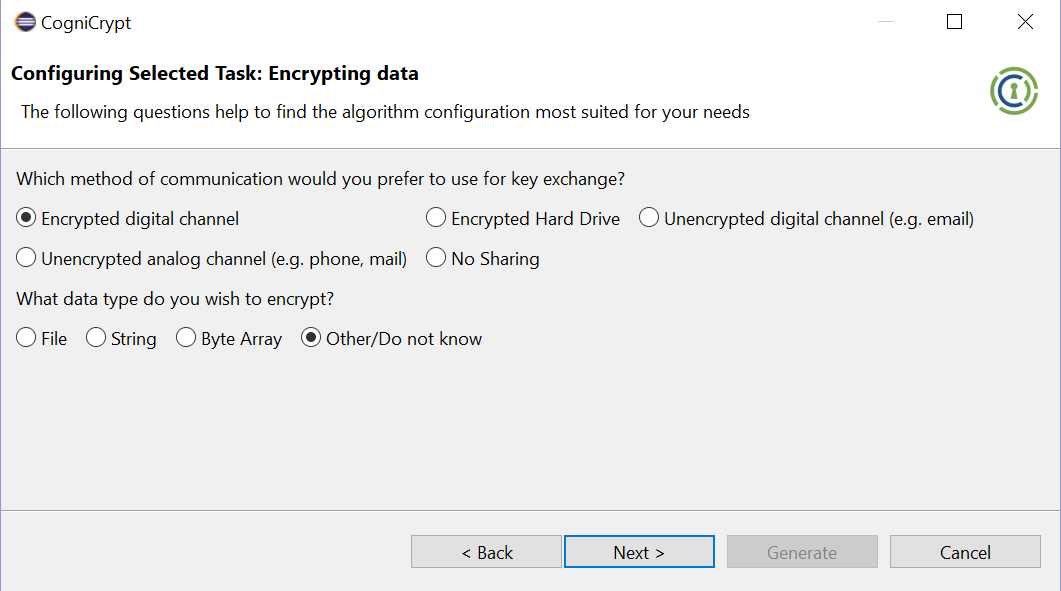 CogniCrypt
Configuring Selected Task: Encrypting data
The following questions help to find the algorithm configuration most suited for your needs
Which method of communication would you prefer to use for key exchange?
Encrypted digital channel Encrypted Hard Drive Unencrypted digital channel (e.g. email)
Unencrypted analog channel (e.g. phone, mail) No Sharing
What data type do you wish to encrypt?
File String Byte Array Other/Do not know
< Back Next > Generate Cancel